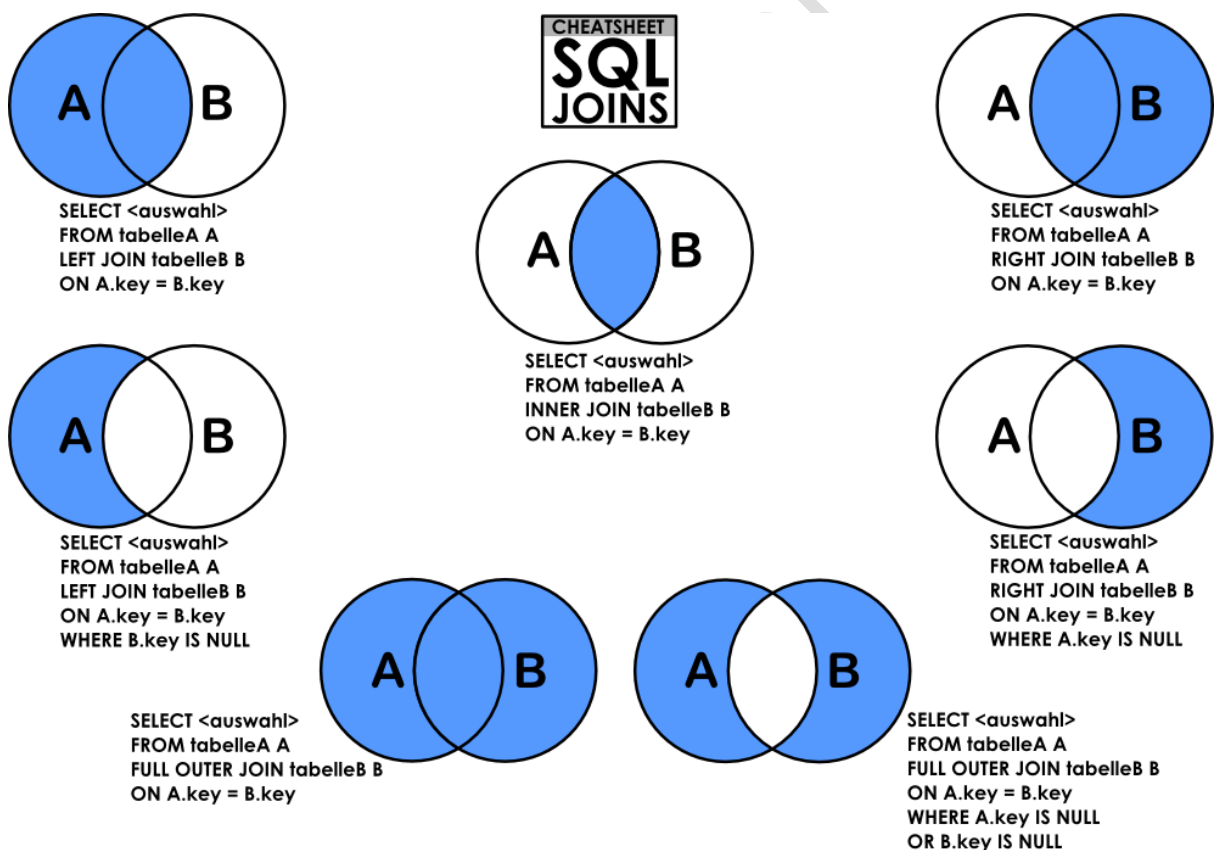 CHEATSHEET
SQL
JOINS
A
B
SELECT <auswahl>
FROM tabelleA A
LEFT JOIN tabelleB B
ON A.key = B.key
A
B
SELECT <auswahl>
FROM tabelleA A
INNER JOIN tabelleB B
ON A.key = B.key
A
B
SELECT <auswahl>
FROM tabelleA A
RIGHT JOIN tabelleB B
ON A.key = B.key
A
B
SELECT <auswahl>
FROM tabelleA A
LEFT JOIN tabelleB B
ON A.key = B.key
WHERE B.key IS NULL
A
B
SELECT <auswahl>
FROM tabelleA A
RIGHT JOIN tabelleB B
ON A.key = B.key
WHERE A.key IS NULL
A
B
SELECT <auswahl>
FROM tabelleA A
FULL OUTER JOIN tabelleB B
ON A.key = B.key
A
B
SELECT <auswahl>
FROM tabelleA A
FULL OUTER JOIN tabelleB B
ON A.key = B.key
WHERE A.key IS NULL
OR B.key IS NULL